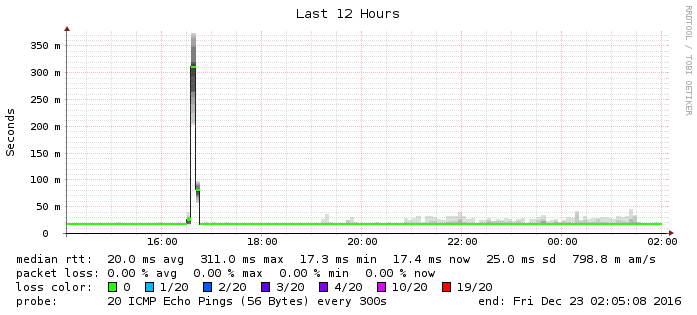 Last 12 Hours
RRDTOOL / TOBI OETIKER
Seconds
350 m
300 m
250 m
200 m
150 m
100 m
50 m
0
16:00 18:00 20:00 22:00 00:00 02:00
median rtt: 20.0 ms avg 311.0 ms max 17.3 ms min 17.4 ms now 25.0 ms sd 798.8 m am/s
packet loss: 0.00 % avg 0.00 % max 0.00 % min 0.00 % now
loss color: 0 1/20 2/20 3/20 4/20 10/20 19/20
probe: 20 ICMP Echo Pings (56 Bytes) every 300s end: Fri Dec 23 02:05:08 2016